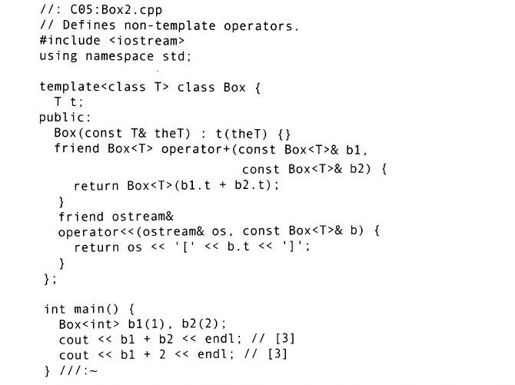 //: C05:Box2.cpp
// Defines non-template operators.
#include <iostream>
using namespace std;
template<class T> class Box {
T t;
public:
Box(const T& theT) : t(theT) {}
friend Box<T> operator+(const Box<T>& b1,
const Box<T>& b2) {
return Box<T>(b1.t + b2.t);
}
friend ostream&
operator<<(ostream& os, const Box<T>& b) {
return os << '[' << b.t << ']';
}
};
int main() {
Box<int> b1(1), b2(2);
cout << b1 + b2 << endl; // [3]
cout << b1 + 2 << endl; // [3]
} ///:~